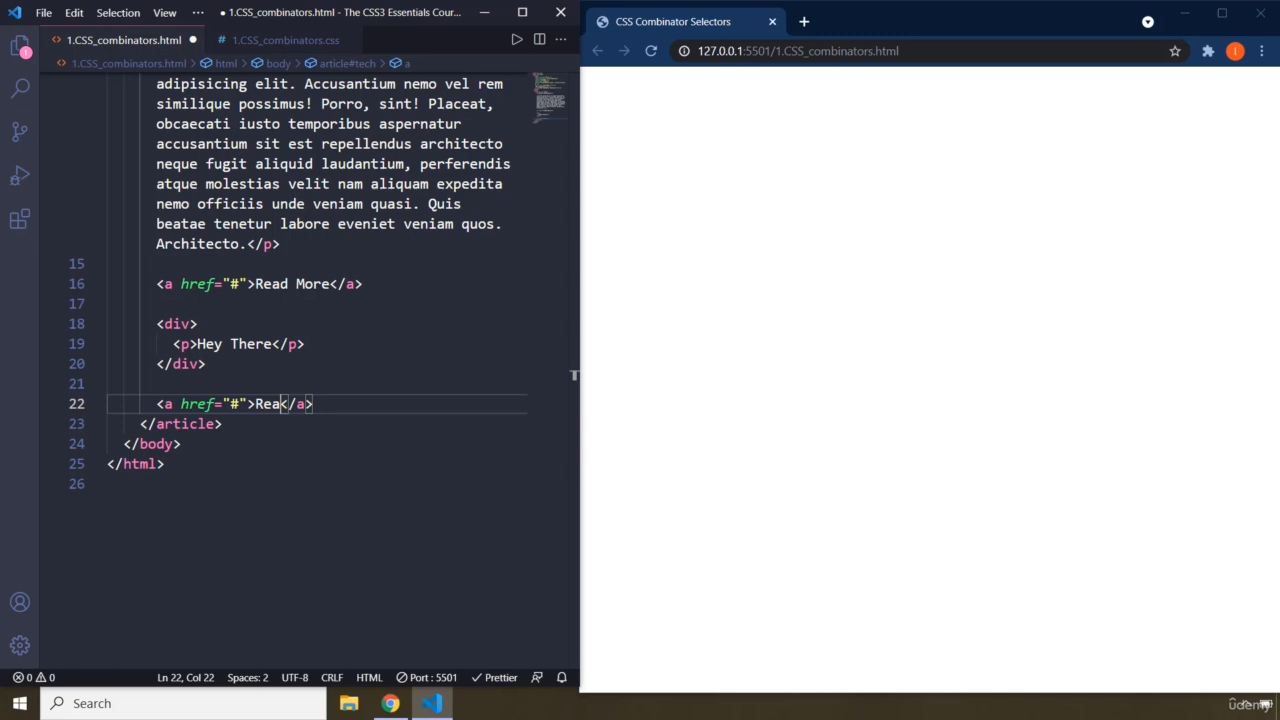 File Edit Selection View ··· ● 1.CSS_combinators.html - The CSS3 Essentials Cour...
CSS Combinator Selectors
1.CSS_combinators.html ●
# 1.CSS_combinators.css
127.0.0.1:5501/1.CSS_combinators.html
I
1
1.CSS_combinators.html > html > body > article#tech > a
adipisicing elit. Accusantium nemo vel rem
similique possimus! Porro, sint! Placeat,
obcaecati iusto temporibus aspernatur
accusantium sit est repellendus architecto
neque fugit aliquid laudantium, perferendis
atque molestias velit nam aliquam expedita
nemo officiis unde veniam quasi. Quis
beatae tenetur labore eveniet veniam quos.
Architecto.</p>
15
16 <a href="#">Read More</a>
17
18 <div>
19 <p>Hey There</p>
20 </div>
21
22 <a href="#">Rea</a>
23 </article>
24 </body>
25 </html>
26
0 0 Ln 22, Col 22 Spaces: 2 UTF-8 CRLF HTML Port : 5501 Prettier
Search
udemy